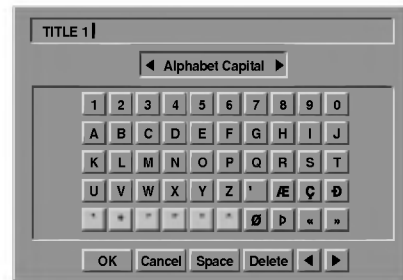 TITLE 1
◀ Alphabet Capital ▶
1 2 3 4 5 6 7 8 9 0
A B C D E F G H I J
K L M N O P Q R S T
U V W X Y Z ' Æ Ç Ð
Ø Þ « »
OK Cancel Space Delete ◀ ▶